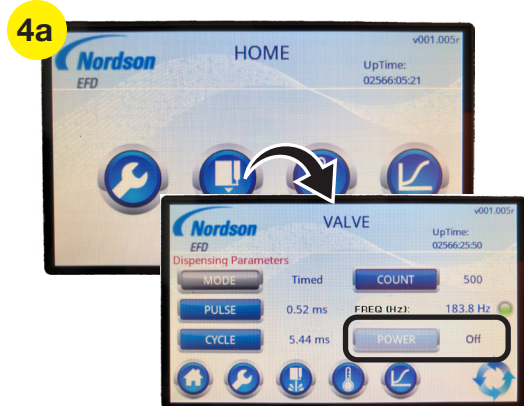 4a
Nordson
EFD
HOME
v001.005r
UpTime:
02566:05:21
Nordson
EFD
VALVE
v001.005r
UpTime:
02566:25:50
Dispensing Parameters
MODE Timed COUNT 500
PULSE 0.52 ms FREQ (Hz): 183.8 Hz
CYCLE 5.44 ms POWER Off